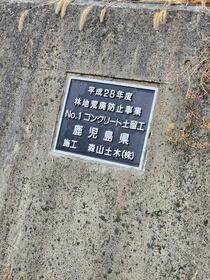 平成28年度
林地荒廃防止事業
No.1コンクリート土留工
鹿児島県
施工 森山土木(株)